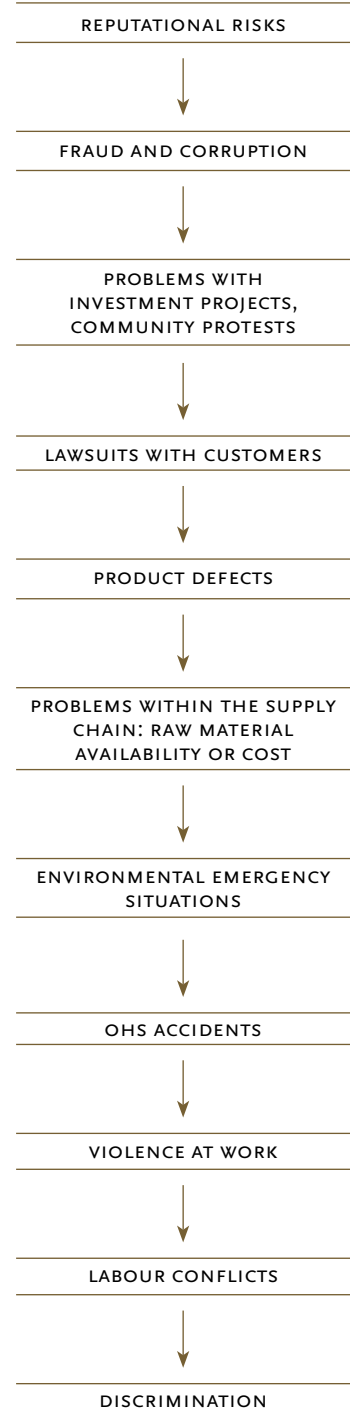 REPUTATIONAL RISKS
FRAUD AND CORRUPTION
PROBLEMS WITH
INVESTMENT PROJECTS,
COMMUNITY PROTESTS
LAWSUITS WITH CUSTOMERS
PRODUCT DEFECTS
PROBLEMS WITHIN THE SUPPLY
CHAIN: RAW MATERIAL
AVAILABILITY OR COST
ENVIRONMENTAL EMERGENCY
SITUATIONS
OHS ACCIDENTS
VIOLENCE AT WORK
LABOUR CONFLICTS
DISCRIMINATION